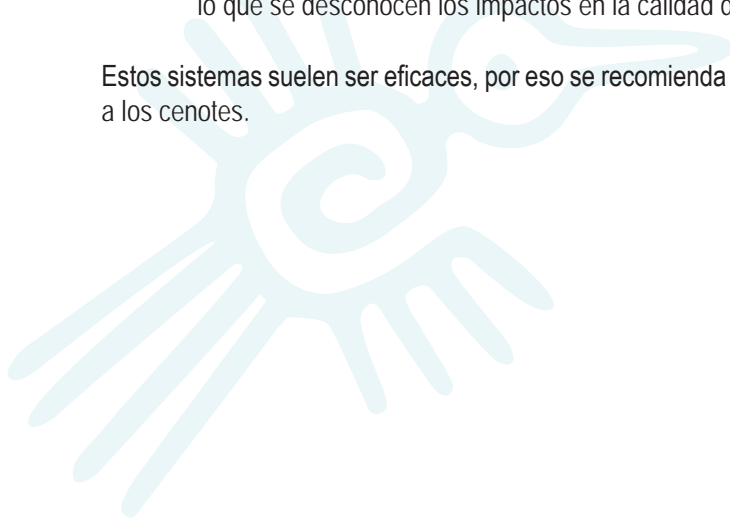 lo que se desconocen los impactos en la calidad d
Estos sistemas suelen ser eficaces, por eso se recomienda
a los cenotes.